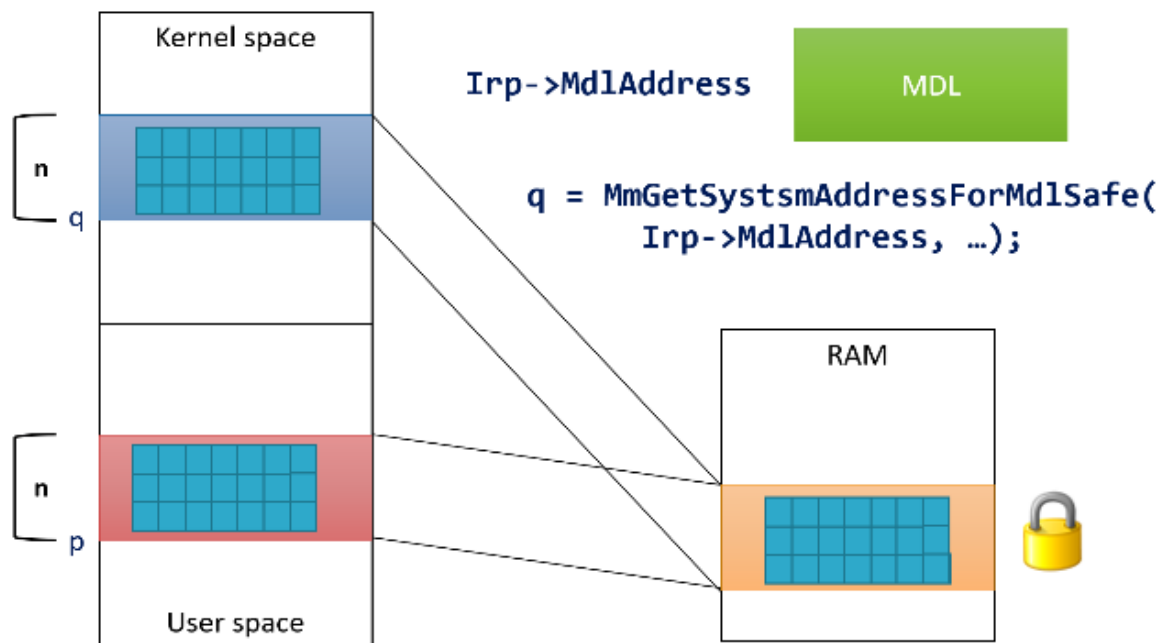 Kernel space
Irp->MdlAddress
MDL
n
q
q = MmGetSystsmAddressForMdlSafe(
Irp->MdlAddress, …);
RAM
n
p
User space